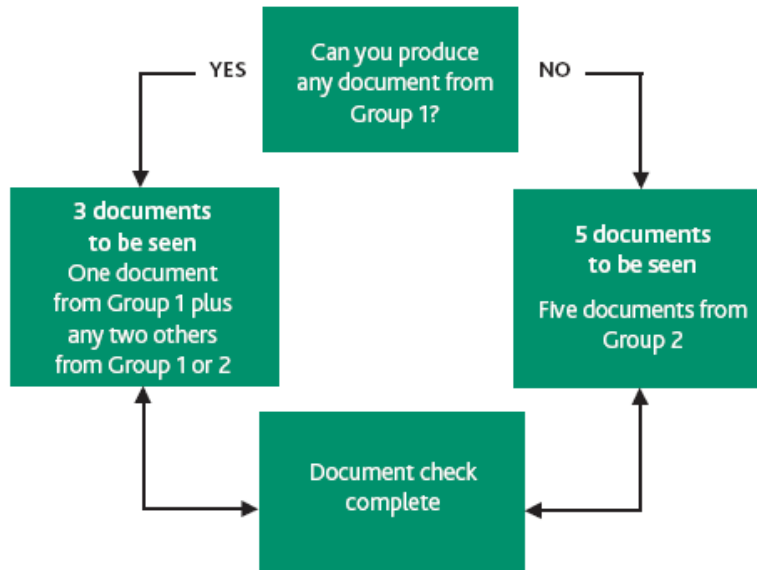 Can you produce
any document from
Group 1?
YES
NO
3 documents
to be seen
One document
from Group 1 plus
any two others
from Group 1 or 2
5 documents
to be seen
Five documents from
Group 2
Document check
complete